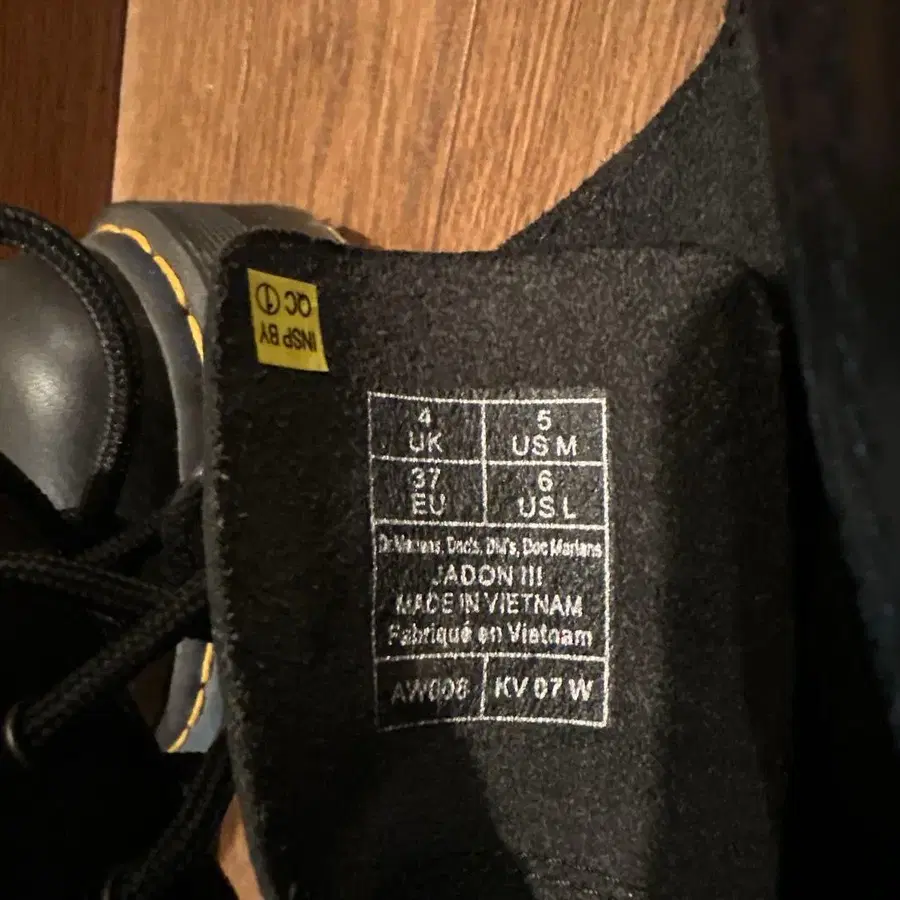 INSP BY
QC 1
4
UK
5
US M
37
EU
6
US L
Dr.Martens, Doc's, DM's, Doc Martens
JADON III
MADE IN VIETNAM
Fabriqué en Vietnam
AW006
KV 07 W